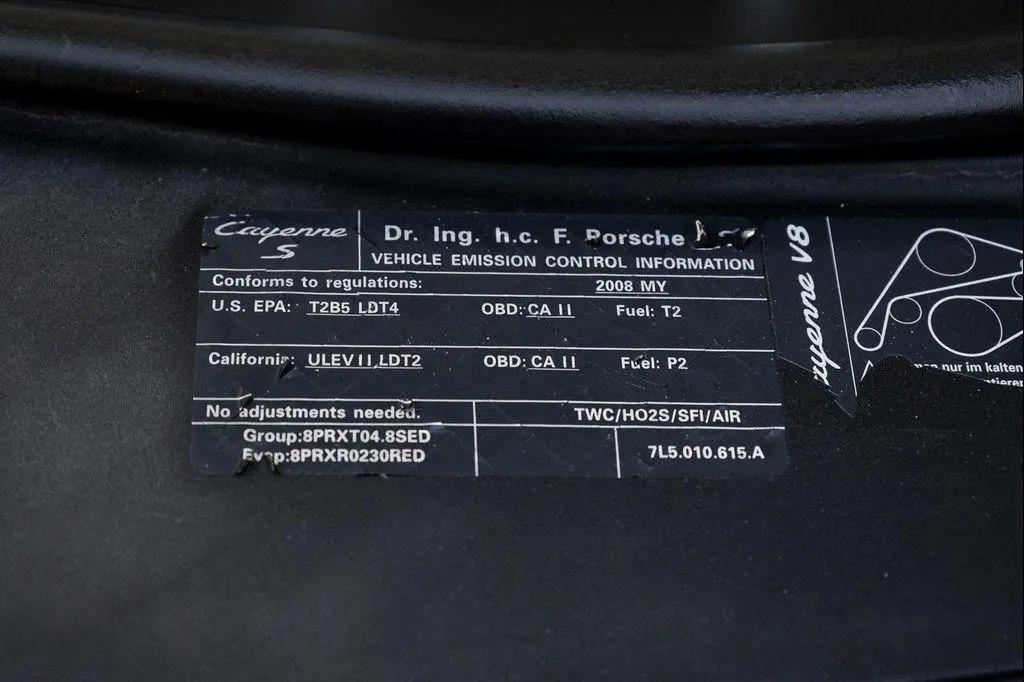 Cayenne
S
Dr. Ing. h.c. F. Porsche
VEHICLE EMISSION CONTROL INFORMATION
Conforms to regulations: 2008 MY
U.S. EPA: T2B5 LDT4 OBD: CA II Fuel: T2
California: ULEV II,LDT2 OBD: CA II Fuel: P2
No adjustments needed. TWC/HO2S/SFI/AIR
Group:8PRXT04.8SED
Evap:8PRXR0230RED
7L5.010.615.A
Cayenne V8
nur im kalten